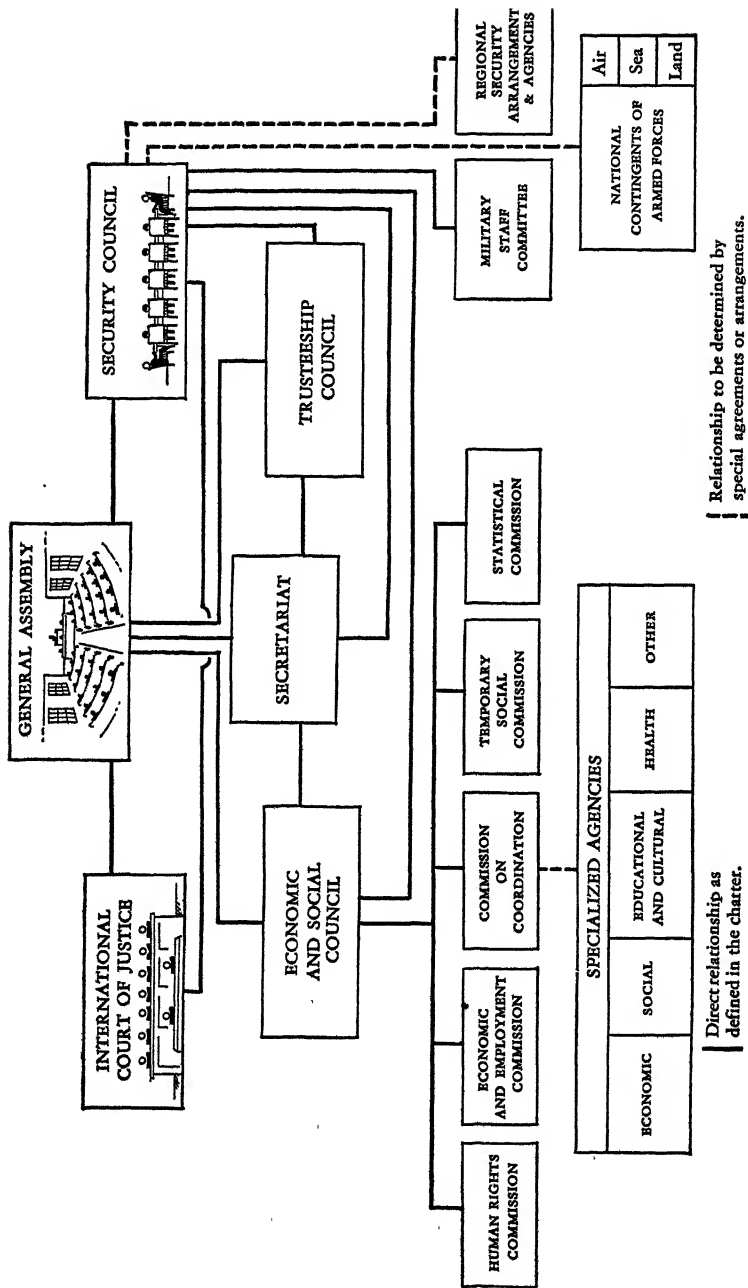 GENERAL ASSEMBLY
INTERNATIONAL
COURT OF JUSTICE
SECURITY COUNCIL
ECONOMIC
AND SOCIAL
COUNCIL
SECRETARIAT
TRUSTEESHIP
COUNCIL
HUMAN RIGHTS
COMMISSION
ECONOMIC
AND EMPLOYMENT
COMMISSION
COMMISSION
ON
COORDINATION
TEMPORARY
SOCIAL
COMMISSION
STATISTICAL
COMMISSION
MILITARY
STAFF
COMMITTEE
REGIONAL
SECURITY
ARRANGEMENT
& AGENCIES
SPECIALIZED AGENCIES
ECONOMIC
SOCIAL
EDUCATIONAL
AND CULTURAL
HEALTH
OTHER
NATIONAL
CONTINGENTS OF
ARMED FORCES
Air
Sea
Land
Direct relationship as
defined in the charter.
Relationship to be determined by
special agreements or arrangements.